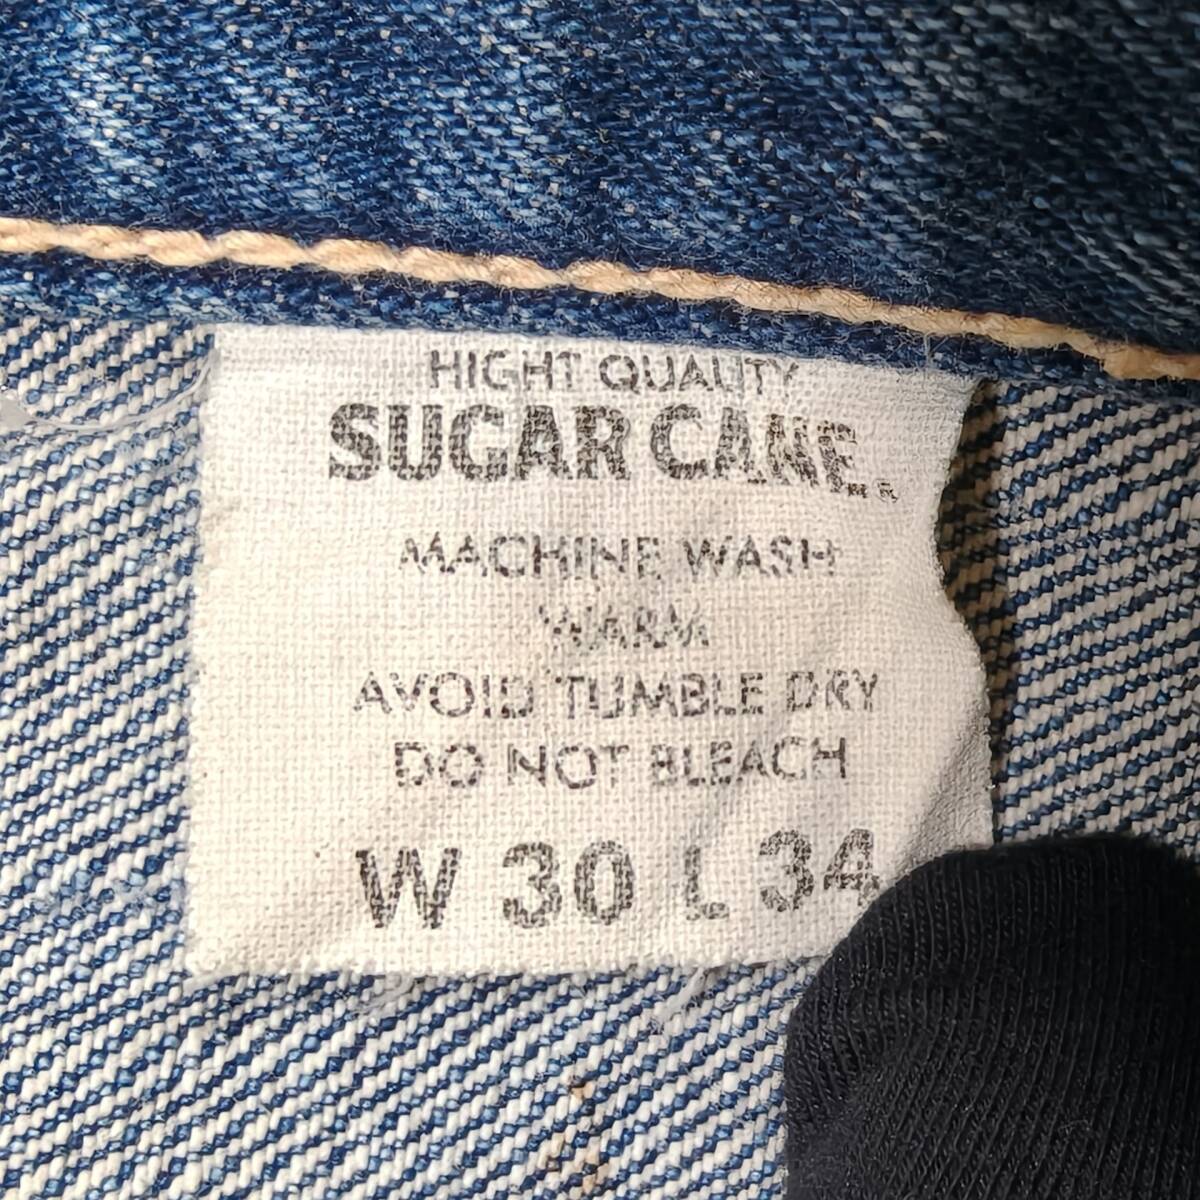 HIGHT QUALITY
SUGAR CANE.®
MACHINE WASH
WARM
AVOID TUMBLE DRY
DO NOT BLEACH
W 30 L 34